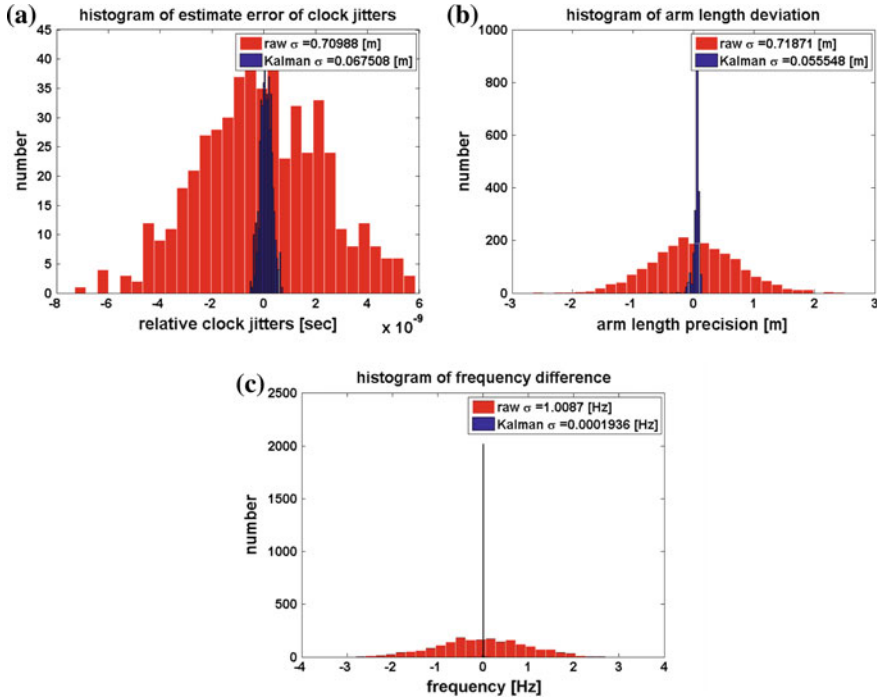 (a)
histogram of estimate error of clock jitters
raw σ =0.70988 [m]
Kalman σ =0.067508 [m]
45
40
35
30
25
20
15
10
5
0
number
-8
-6
-4
-2
0
2
4
6
relative clock jitters [sec]
x 10⁻⁹
(b)
histogram of arm length deviation
raw σ =0.71871 [m]
Kalman σ =0.055548 [m]
1000
800
600
400
200
0
number
-3
-2
-1
0
1
2
3
arm length precision [m]
(c)
histogram of frequency difference
raw σ =1.0087 [Hz]
Kalman σ =0.0001936 [Hz]
2500
2000
1500
1000
500
0
number
-4
-3
-2
-1
0
1
2
3
4
frequency [Hz]